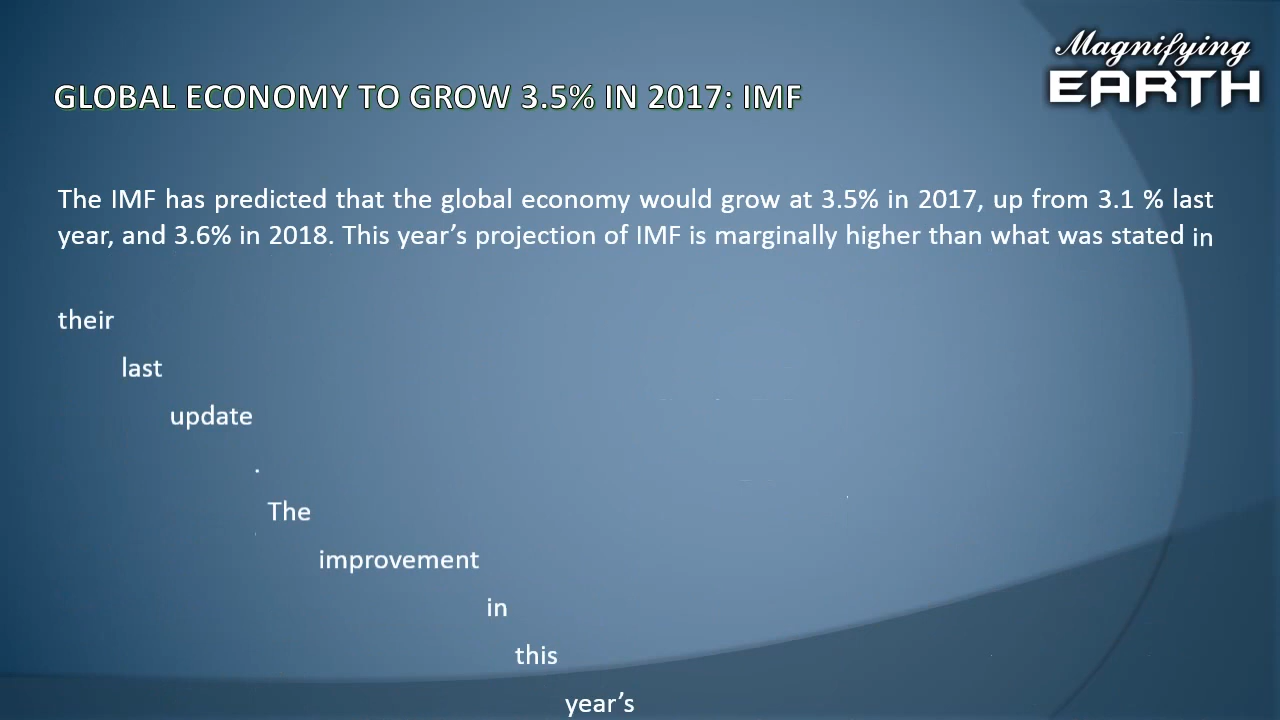 Magnifying
EARTH
GLOBAL ECONOMY TO GROW 3.5% IN 2017: IMF
The IMF has predicted that the global economy would grow at 3.5% in 2017, up from 3.1 % last
year, and 3.6% in 2018. This year’s projection of IMF is marginally higher than what was stated in
their
last
update
.
The
improvement
in
this
year’s